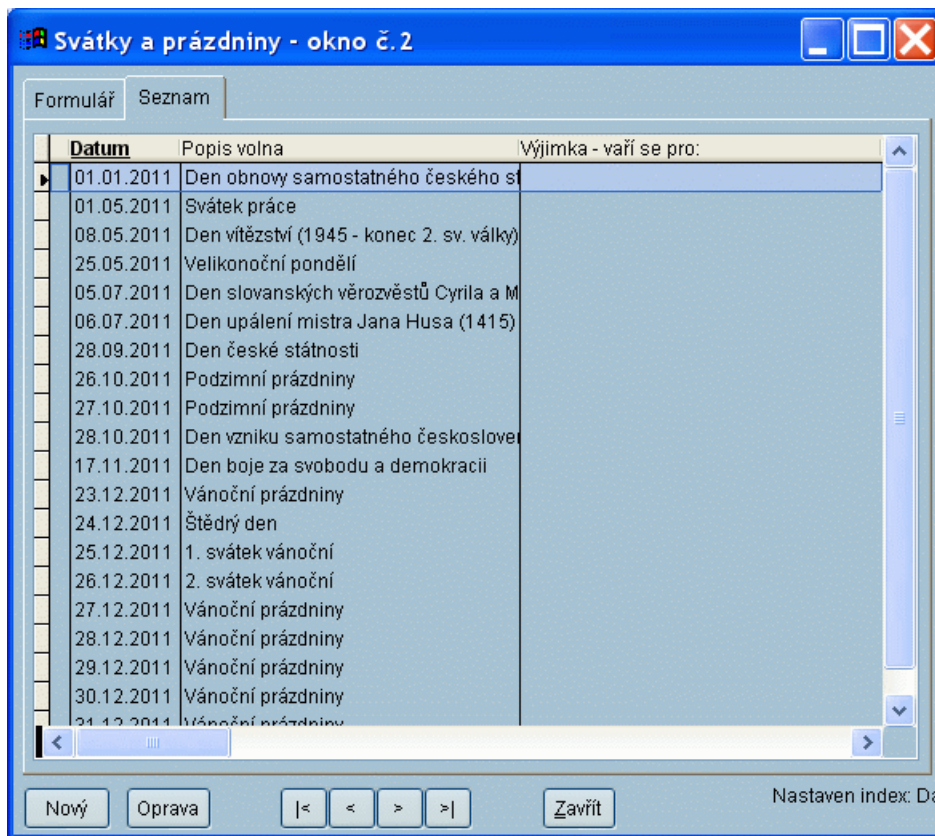 Svátky a prázdniny - okno č.2
Formulář Seznam
Datum Popis volna Výjimka - vaří se pro:
01.01.2011 Den obnovy samostatného českého st
01.05.2011 Svátek práce
08.05.2011 Den vítězství (1945 - konec 2. sv. války)
25.05.2011 Velikonoční pondělí
05.07.2011 Den slovanských věrozvěstů Cyrila a M
06.07.2011 Den upálení mistra Jana Husa (1415)
28.09.2011 Den české státnosti
26.10.2011 Podzimní prázdniny
27.10.2011 Podzimní prázdniny
28.10.2011 Den vzniku samostatného českosloven
17.11.2011 Den boje za svobodu a demokracii
23.12.2011 Vánoční prázdniny
24.12.2011 Štědrý den
25.12.2011 1. svátek vánoční
26.12.2011 2. svátek vánoční
27.12.2011 Vánoční prázdniny
28.12.2011 Vánoční prázdniny
29.12.2011 Vánoční prázdniny
30.12.2011 Vánoční prázdniny
31.12.2011 Vánoční prázdniny
Nový Oprava |< < > >| Zavřít Nastaven index: Da